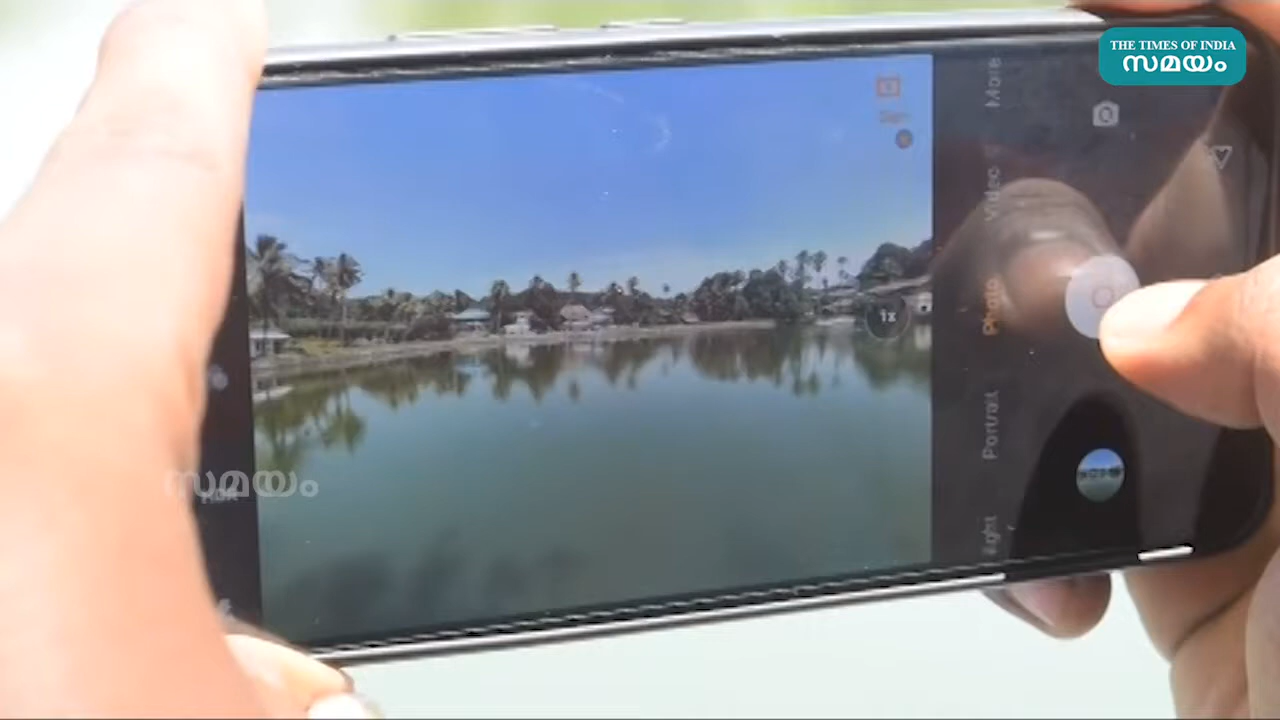 THE TIMES OF INDIA
സമയം
More
Video
Photo
1X
Portrait
സമയം